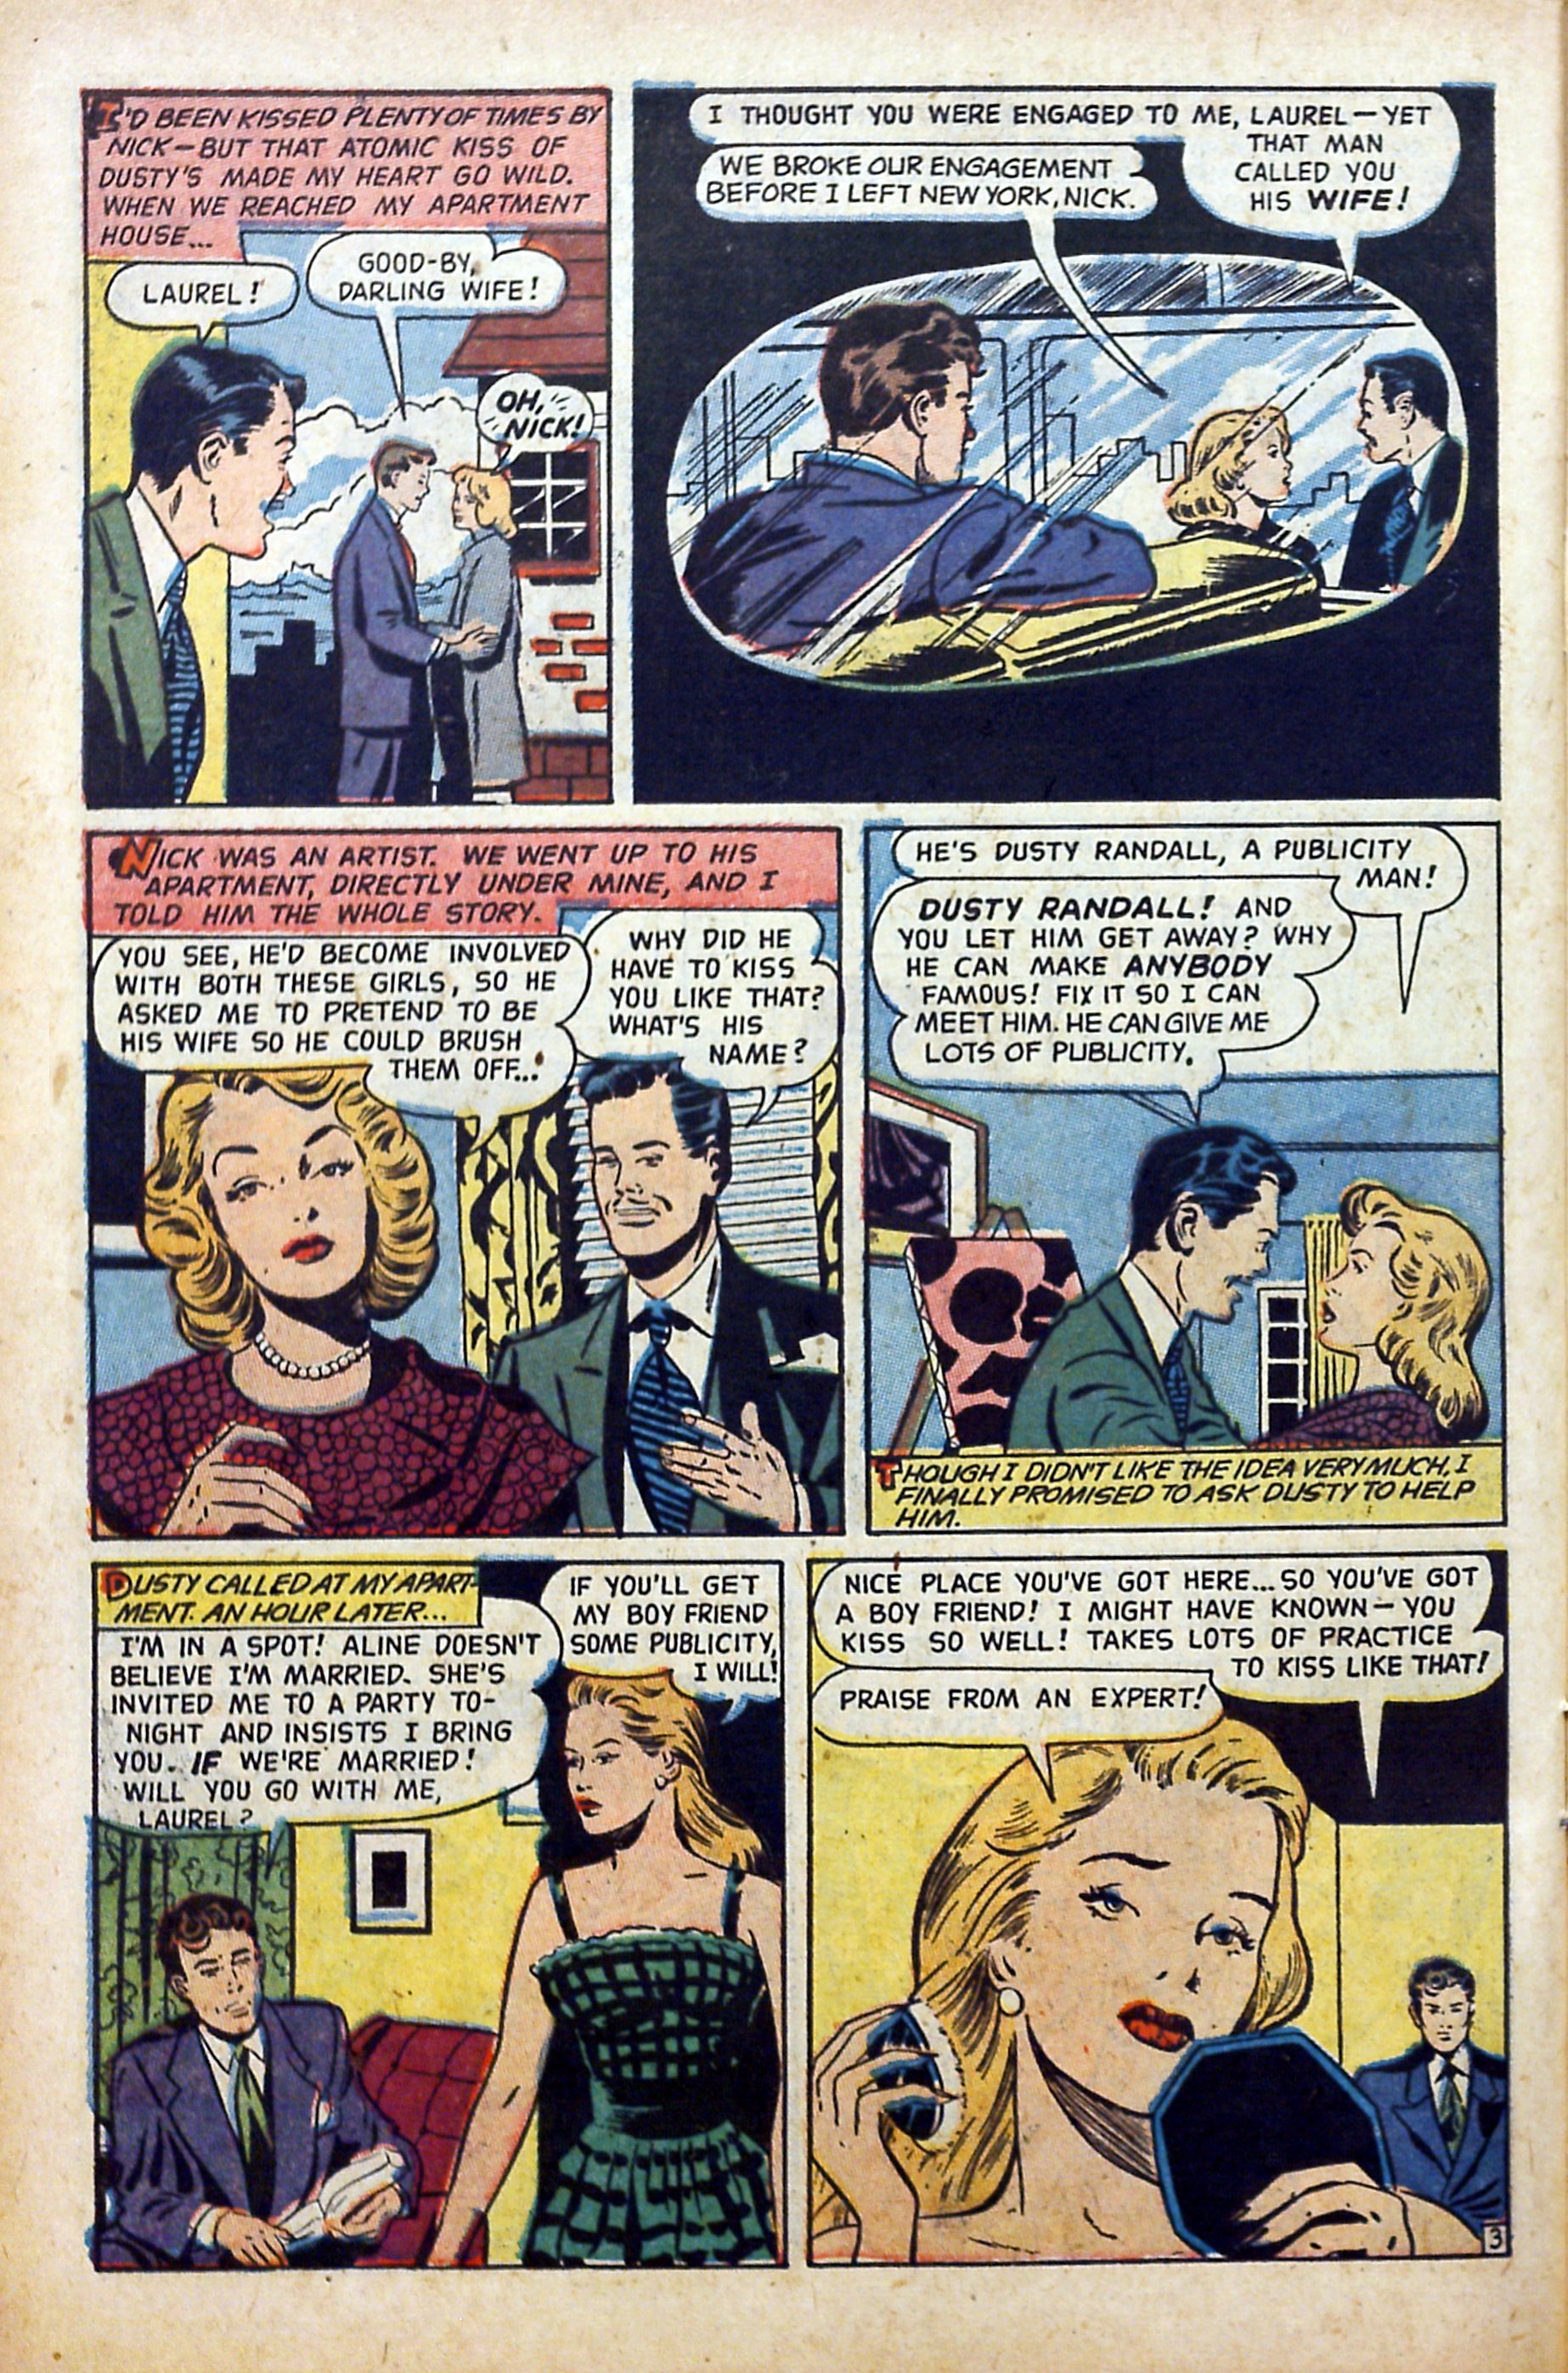 I'D BEEN KISSED PLENTY OF TIMES BY
NICK—BUT THAT ATOMIC KISS OF
DUSTY'S MADE MY HEART GO WILD.
WHEN WE REACHED MY APARTMENT
HOUSE...
LAUREL!
GOOD-BY,
DARLING WIFE!
OH,
NICK!
I THOUGHT YOU WERE ENGAGED TO ME, LAUREL—YET
THAT MAN
CALLED YOU
HIS WIFE!
WE BROKE OUR ENGAGEMENT
BEFORE I LEFT NEW YORK, NICK.
NICK WAS AN ARTIST. WE WENT UP TO HIS
APARTMENT, DIRECTLY UNDER MINE, AND I
TOLD HIM THE WHOLE STORY.
YOU SEE, HE'D BECOME INVOLVED
WITH BOTH THESE GIRLS, SO HE
ASKED ME TO PRETEND TO BE
HIS WIFE SO HE COULD BRUSH
THEM OFF...
WHY DID HE
HAVE TO KISS
YOU LIKE THAT?
WHAT'S HIS
NAME?
HE'S DUSTY RANDALL, A PUBLICITY
MAN!
DUSTY RANDALL! AND
YOU LET HIM GET AWAY? WHY
HE CAN MAKE ANYBODY
FAMOUS! FIX IT SO I CAN
MEET HIM. HE CAN GIVE ME
LOTS OF PUBLICITY.
THOUGH I DIDN'T LIKE THE IDEA VERY MUCH, I
FINALLY PROMISED TO ASK DUSTY TO HELP
HIM.
DUSTY CALLED AT MY APART-
MENT. AN HOUR LATER...
I'M IN A SPOT! ALINE DOESN'T
BELIEVE I'M MARRIED. SHE'S
INVITED ME TO A PARTY TO-
NIGHT AND INSISTS I BRING
YOU. IF WE'RE MARRIED!
WILL YOU GO WITH ME,
LAUREL?
IF YOU'LL GET
MY BOY FRIEND
SOME PUBLICITY,
I WILL!
NICE PLACE YOU'VE GOT HERE... SO YOU'VE GOT
A BOY FRIEND! I MIGHT HAVE KNOWN—YOU
KISS SO WELL! TAKES LOTS OF PRACTICE
TO KISS LIKE THAT!
PRAISE FROM AN EXPERT!
3